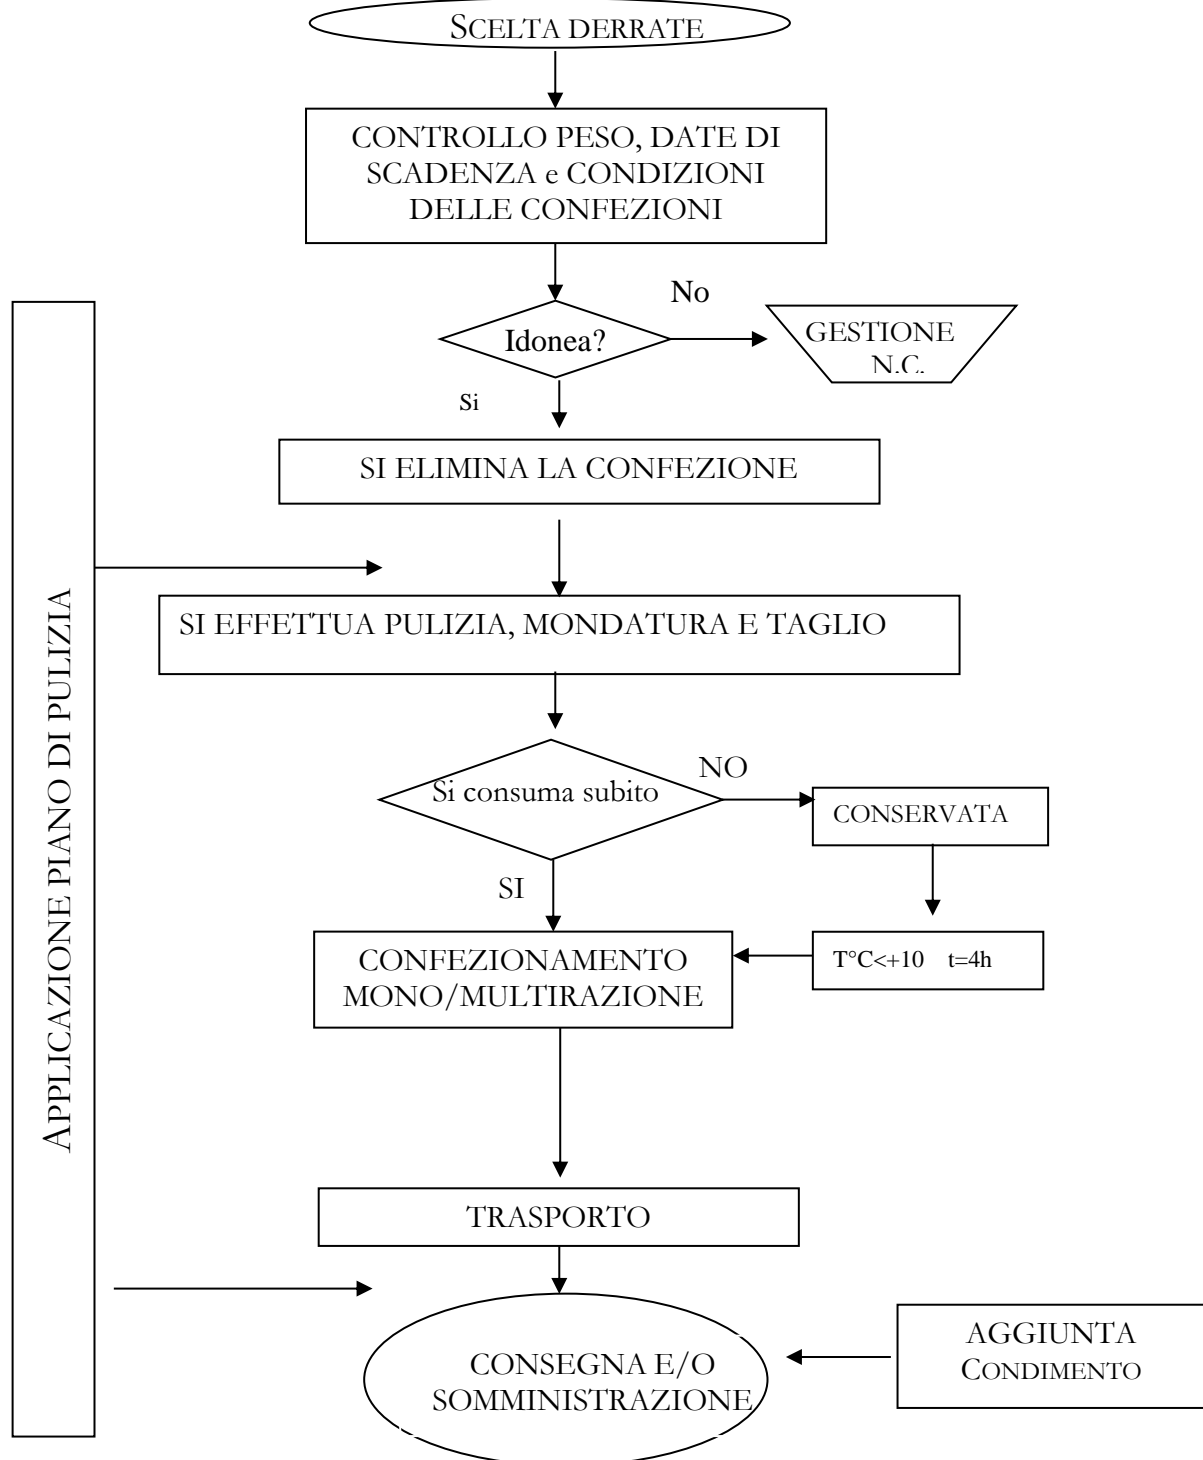 SCELTA DERRATE
CONTROLLO PESO, DATE DI
SCADENZA e CONDIZIONI
DELLE CONFEZIONI
No
Idonea?
GESTIONE
N.C.
Si
SI ELIMINA LA CONFEZIONE
SI EFFETTUA PULIZIA, MONDATURA E TAGLIO
APPLICAZIONE PIANO DI PULIZIA
NO
Si consuma subito
CONSERVATA
SI
CONFEZIONAMENTO
MONO/MULTIRAZIONE
T°C<+10 t=4h
TRASPORTO
AGGIUNTA
CONDIMENTO
CONSEGNA E/O
SOMMINISTRAZIONE